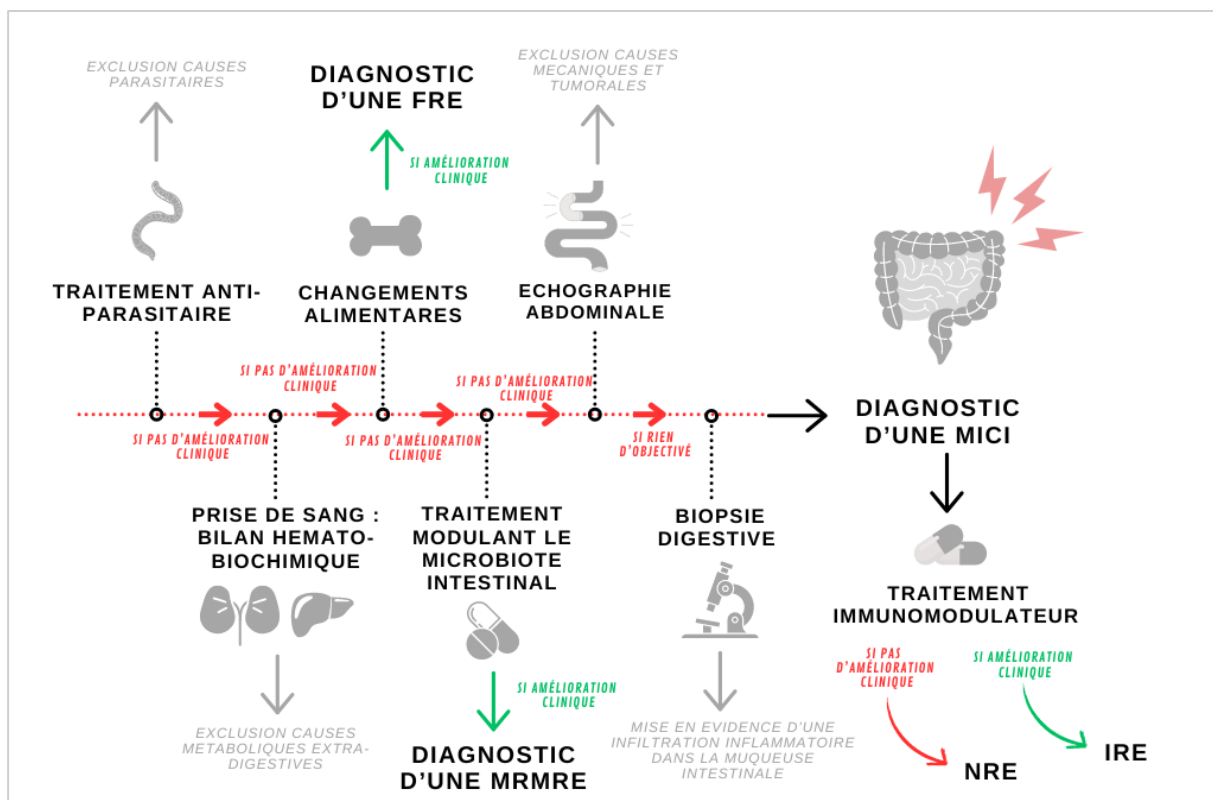 EXCLUSION CAUSES
PARASITAIRES
DIAGNOSTIC
D'UNE FRE
EXCLUSION CAUSES
MECANIQUES ET
TUMORALES
SI AMÉLIORATION
CLINIQUE
TRAITEMENT ANTI-
PARASITAIRE
CHANGEMENTS
ALIMENTARES
ECHOGRAPHIE
ABDOMINALE
SI PAS D'AMÉLIORATION
CLINIQUE
SI PAS D'AMÉLIORATION
CLINIQUE
SI PAS D'AMÉLIORATION
CLINIQUE
SI PAS D'AMÉLIORATION
CLINIQUE
SI RIEN
D'OBJECTIVÉ
DIAGNOSTIC
D'UNE MICI
PRISE DE SANG :
BILAN HEMATO-
BIOCHIMIQUE
TRAITEMENT
MODULANT LE
MICROBIOTE
INTESTINAL
BIOPSIE
DIGESTIVE
TRAITEMENT
IMMUNOMODULATEUR
SI PAS
D'AMÉLIORATION
CLINIQUE
SI AMÉLIORATION
CLINIQUE
SI AMÉLIORATION
CLINIQUE
EXCLUSION CAUSES
METABOLIQUES EXTRA-
DIGESTIVES
DIAGNOSTIC
D'UNE MRMRE
MISE EN EVIDENCE D'UNE
INFILTRATION INFLAMMATOIRE
DANS LA MUQUEUSE
INTESTINALE
NRE
IRE